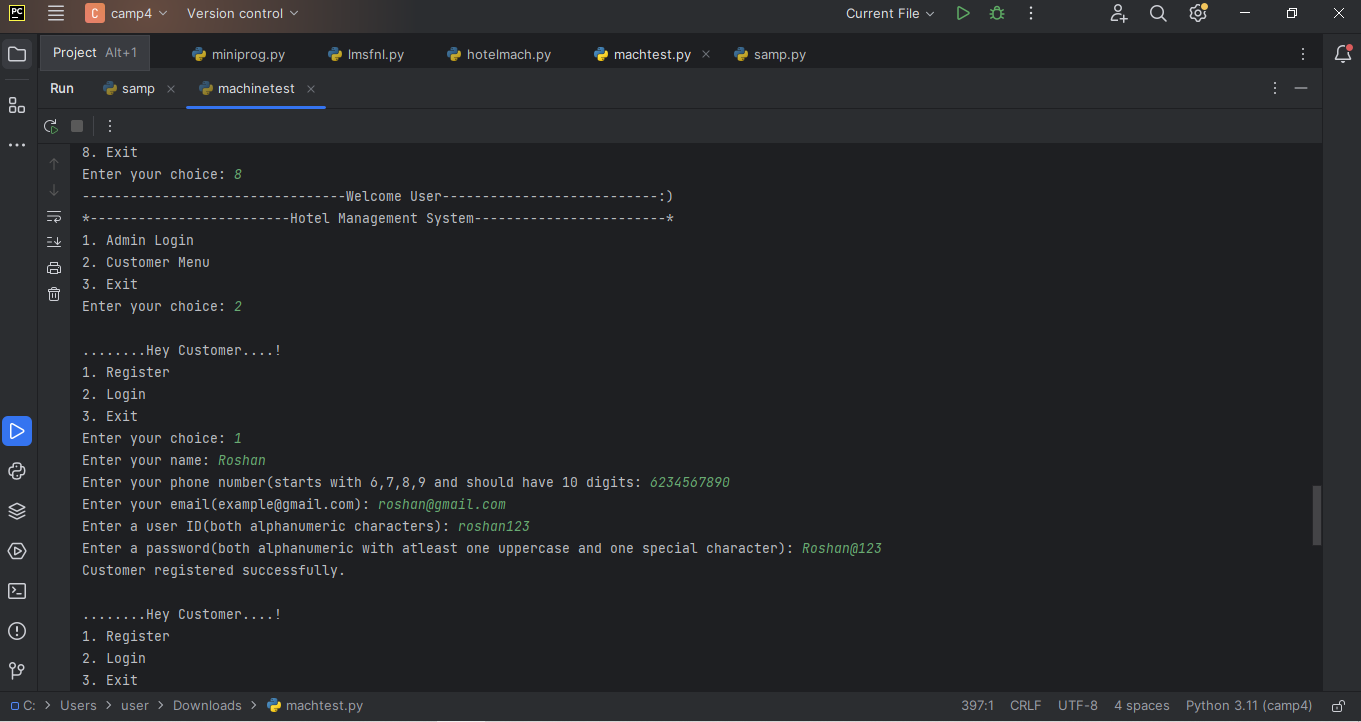 PC
C camp4 Version control Current File
Project Alt+1 miniprog.py lmsfnl.py hotelmach.py machtest.py samp.py
Run samp machinetest
8. Exit
Enter your choice: 8
---------------------------------Welcome User---------------------------:)
*-------------------------Hotel Management System------------------------*
1. Admin Login
2. Customer Menu
3. Exit
Enter your choice: 2
........Hey Customer....!
1. Register
2. Login
3. Exit
Enter your choice: 1
Enter your name: Roshan
Enter your phone number(starts with 6,7,8,9 and should have 10 digits: 6234567890
Enter your email(example@gmail.com): roshan@gmail.com
Enter a user ID(both alphanumeric characters): roshan123
Enter a password(both alphanumeric with atleast one uppercase and one special character): Roshan@123
Customer registered successfully.
........Hey Customer....!
1. Register
2. Login
3. Exit
C: > Users > user > Downloads > machtest.py 397:1 CRLF UTF-8 4 spaces Python 3.11 (camp4)